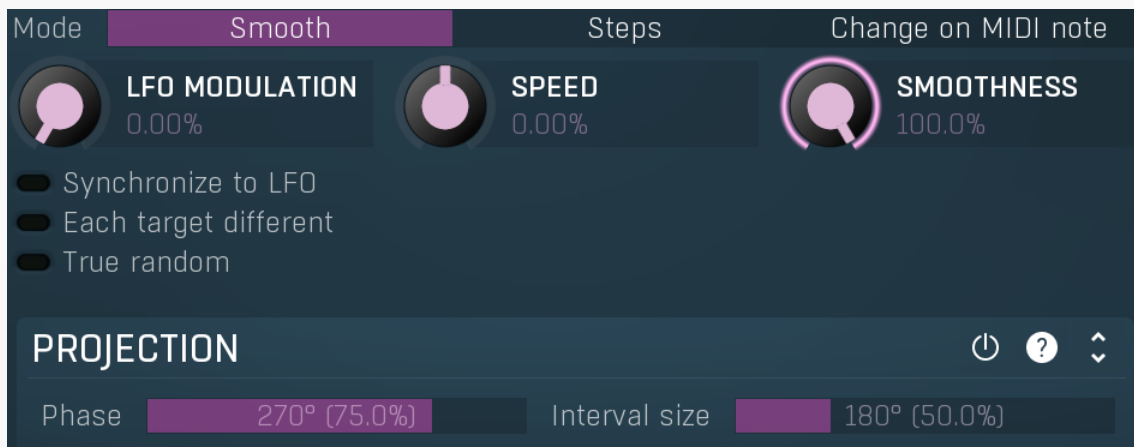 Mode Smooth Steps Change on MIDI note
LFO MODULATION SPEED SMOOTHNESS
0.00% 0.00% 100.0%
Synchronize to LFO
Each target different
True random
PROJECTION ?
Phase 270° (75.0%) Interval size 180° (50.0%)